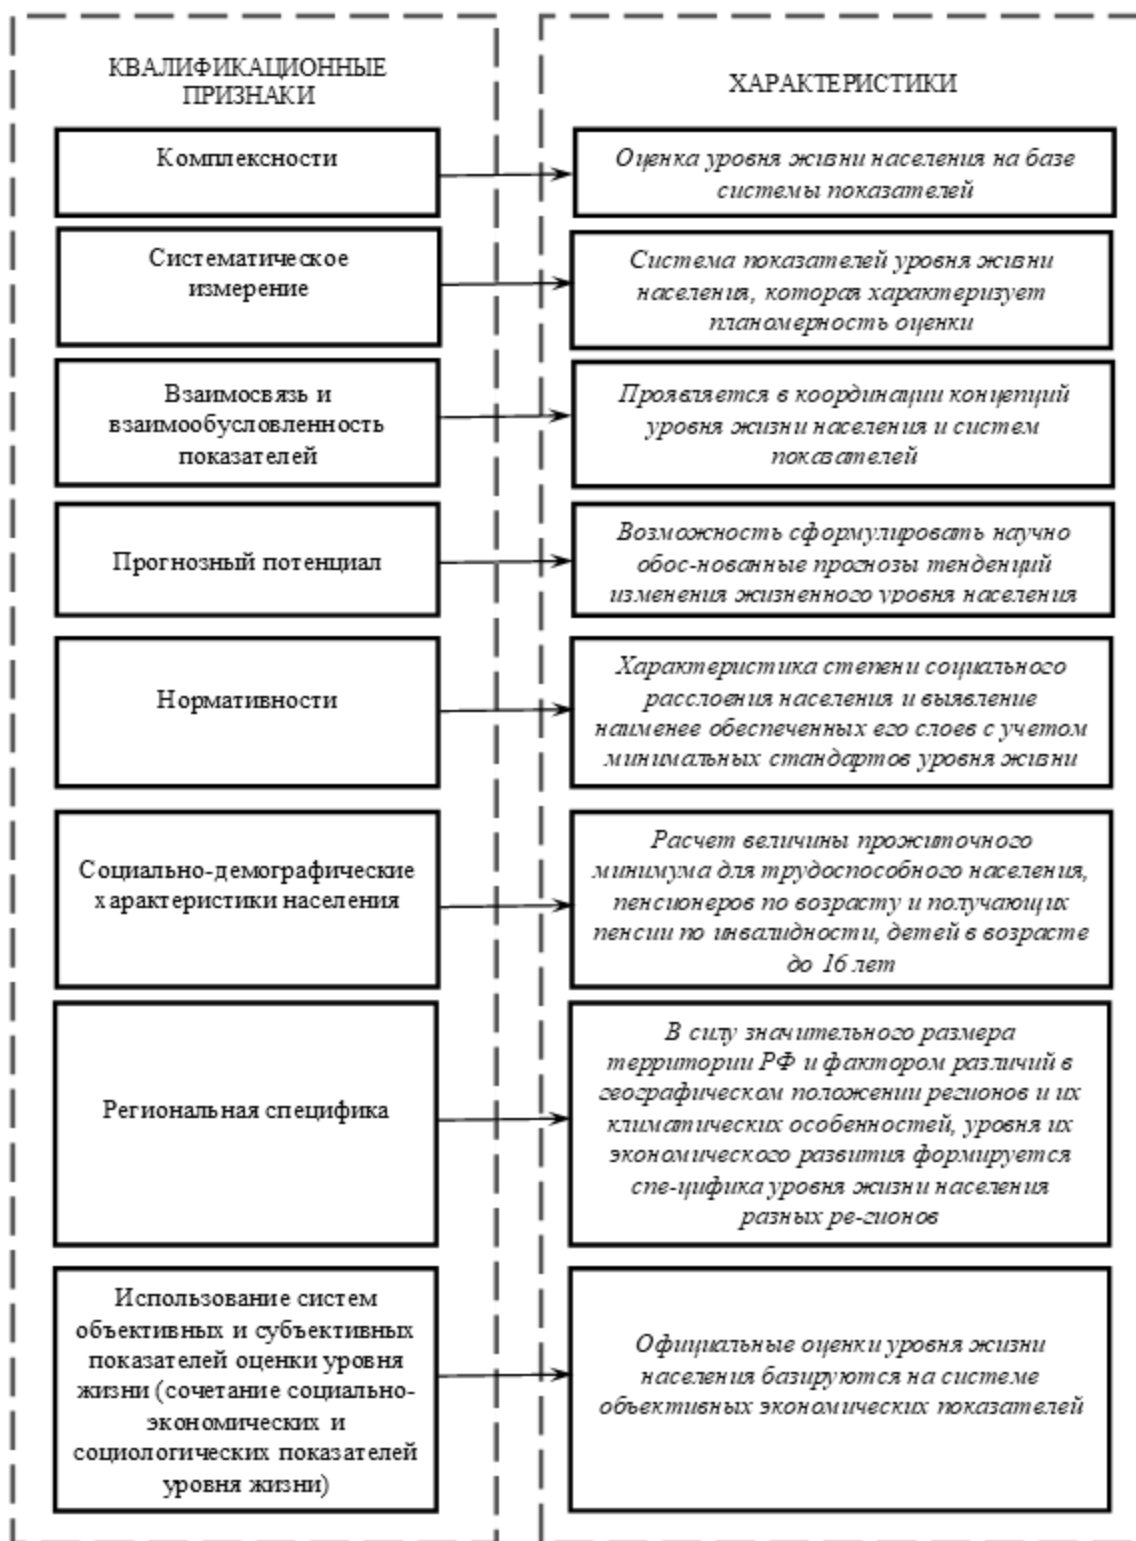 КВАЛИФИКАЦИОННЫЕ
ПРИЗНАКИ
ХАРАКТЕРИСТИКИ
Комплексности
Оценка уровня жизни населения на базе
системы показателей
Систематическое
измерение
Система показателей уровня жизни
населения, которая характеризует
планомерность оценки
Взаимосвязь и
взаимообусловленность
показателей
Проявляется в координации концепций
уровня жизни населения и систем
показателей
Прогнозный потенциал
Возможность сформулировать научно
обос-нованные прогнозы тенденций
изменения жизненного уровня населения
Нормативности
Характеристика степени социального
расслоения населения и выявление
наименее обеспеченных его слоев с учетом
минимальных стандартов уровня жизни
Социально-демографические
характеристики населения
Расчет величины прожиточного
минимума для трудоспособного населения,
пенсионеров по возрасту и получающих
пенсии по инвалидности, детей в возрасте
до 16 лет
Региональная специфика
В силу значительного размера
территории РФ и фактором различий в
географическом положении регионов и их
климатических особенностей, уровня их
экономического развития формируется
спе-цифика уровня жизни населения
разных ре-гионов
Использование систем
объективных и субъективных
показателей оценки уровня
жизни (сочетание социально-
экономических и
социологических показателей
уровня жизни)
Официальные оценки уровня жизни
населения базируются на системе
объективных экономических показателей